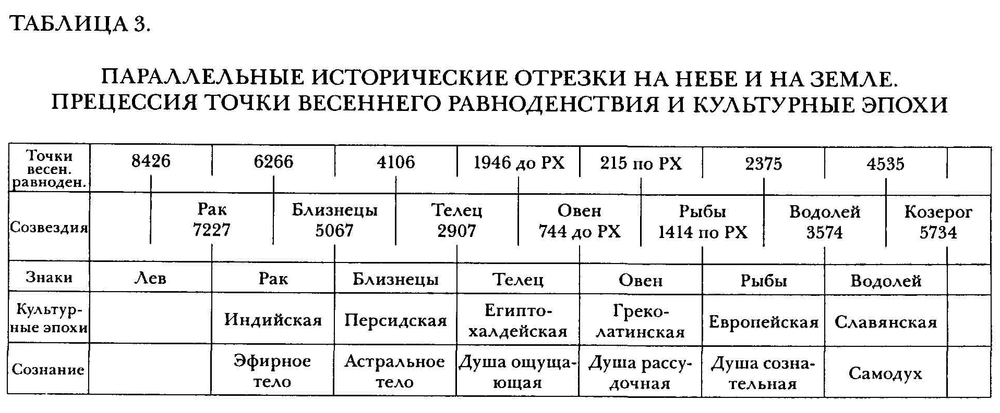 ТАБЛИЦА 3.
ПАРАЛЛЕЛЬНЫЕ ИСТОРИЧЕСКИЕ ОТРЕЗКИ НА НЕБЕ И НА ЗЕМЛЕ.
ПРЕЦЕССИЯ ТОЧКИ ВЕСЕННЕГО РАВНОДЕНСТВИЯ И КУЛЬТУРНЫЕ ЭПОХИ
Точки
весен.
равноден.
8426 6266 4106 1946 до РХ 215 по РХ 2375 4535
Созвездия
Рак Близнецы Телец Овен Рыбы Водолей Козерог
7227 5067 2907 744 до РХ 1414 по РХ 3574 5734
Знаки Лев Рак Близнецы Телец Овен Рыбы Водолей
Культур-
ные эпохи
Индийская
Персидская
Египто-
халдейская
Греко-
латинская
Европейская
Славянская
Сознание
Эфирное
тело
Астральное
тело
Душа ощуща-
ющая
Душа рассу-
дочная
Душа созна-
тельная
Самодух